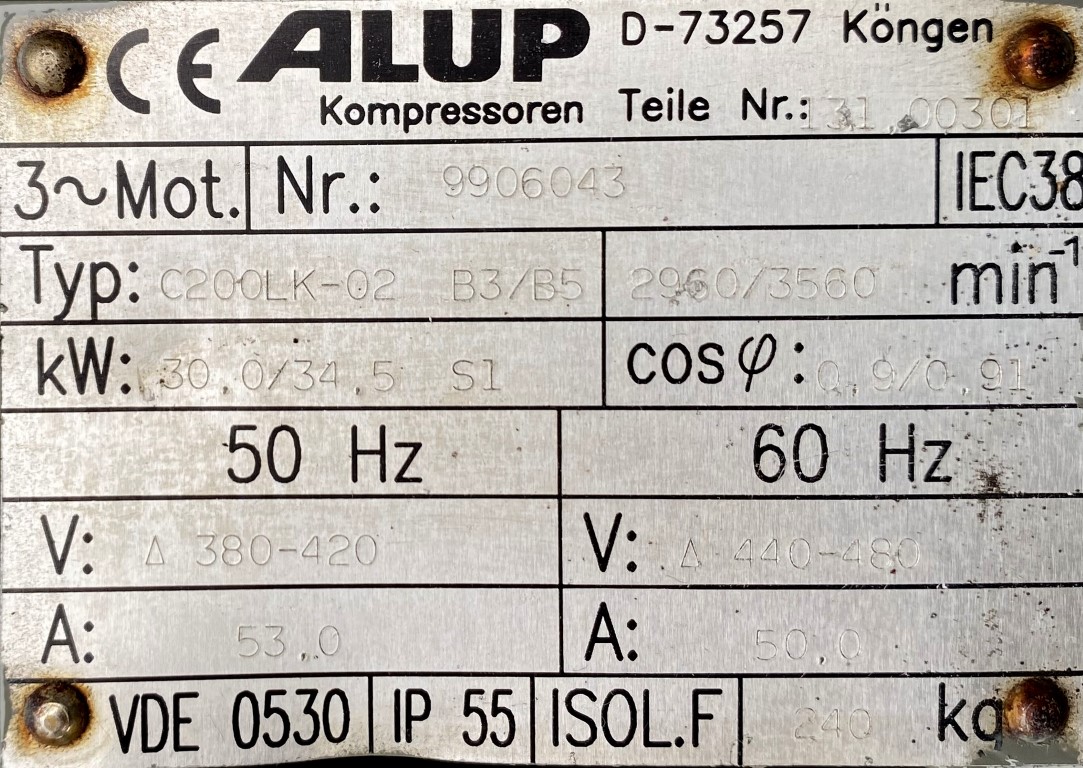 CE ALUP D-73257 Köngen
Kompressoren Teile Nr.: 131.00301
3~Mot. Nr.: 9906043 IEC38
Typ: C200LK-02 B3/B5 2960/3560 min⁻¹
kW: 30,0/34,5 S1 cosφ: 0,9/0,91
50 Hz 60 Hz
V: Δ 380-420 V: Δ 440-480
A: 53,0 A: 50,0
VDE 0530 IP 55 ISOL.F 240 kg